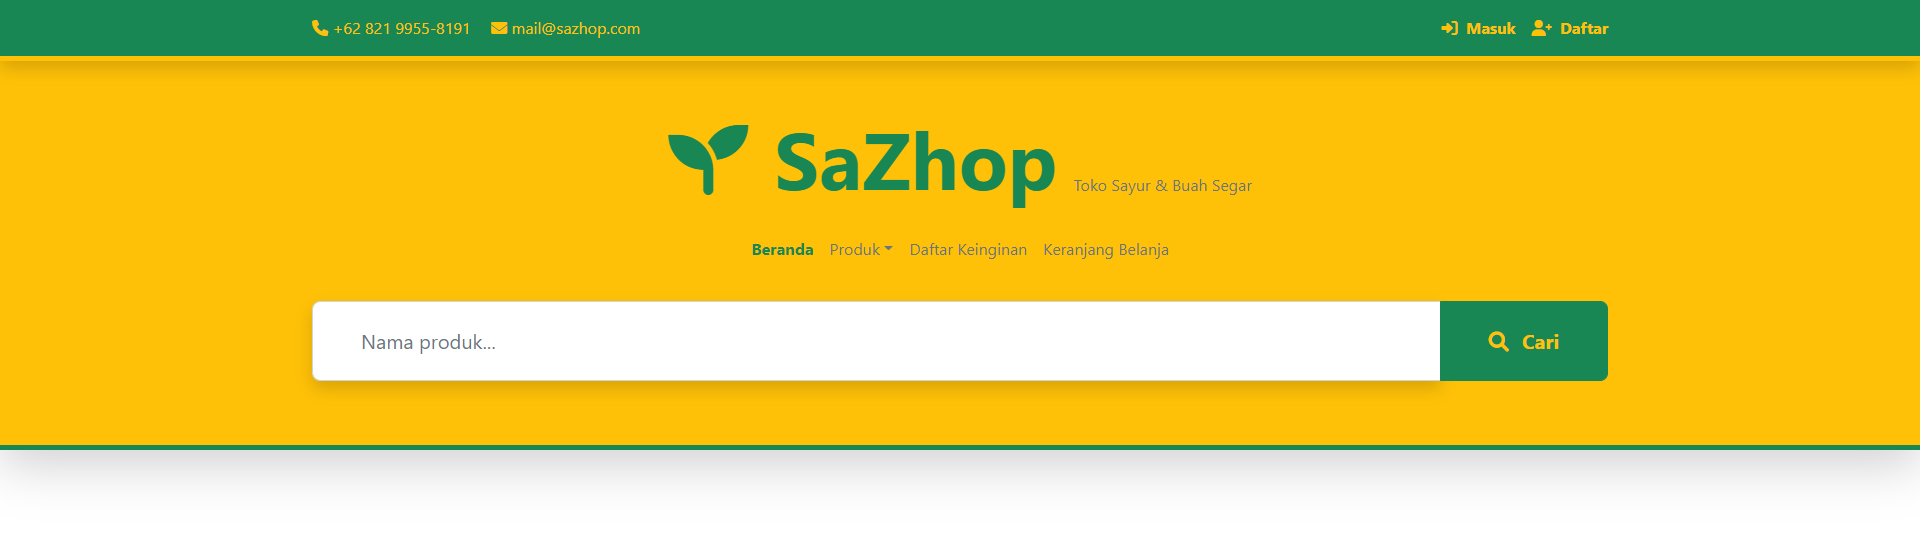 +62 821 9955-8191 mail@sazhop.com Masuk Daftar
SaZhop Toko Sayur & Buah Segar
Beranda Produk Daftar Keinginan Keranjang Belanja
Nama produk... Cari